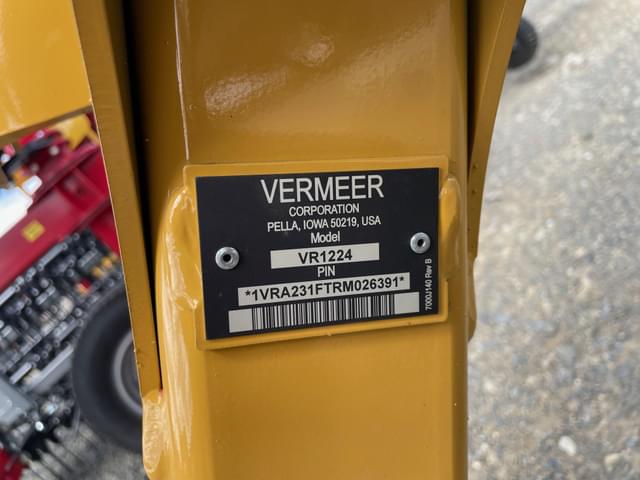 VERMEER
CORPORATION
PELLA, IOWA 50219, USA
Model
VR1224
PIN
*1VRA231FTRM026391*
7000J140 Rev B